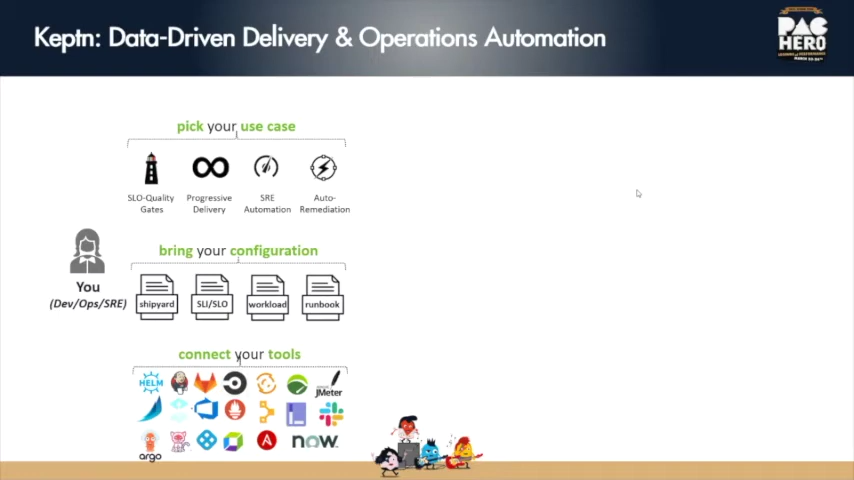 Keptn: Data-Driven Delivery & Operations Automation
PAC
HERO
pick your use case
SLO-Quality
Gates
Progressive
Delivery
SRE
Automation
Auto-
Remediation
bring your configuration
You
(Dev/Ops/SRE)
shipyard
SLI/SLO
workload
runbook
connect your tools
HELM
JMeter
argo
now